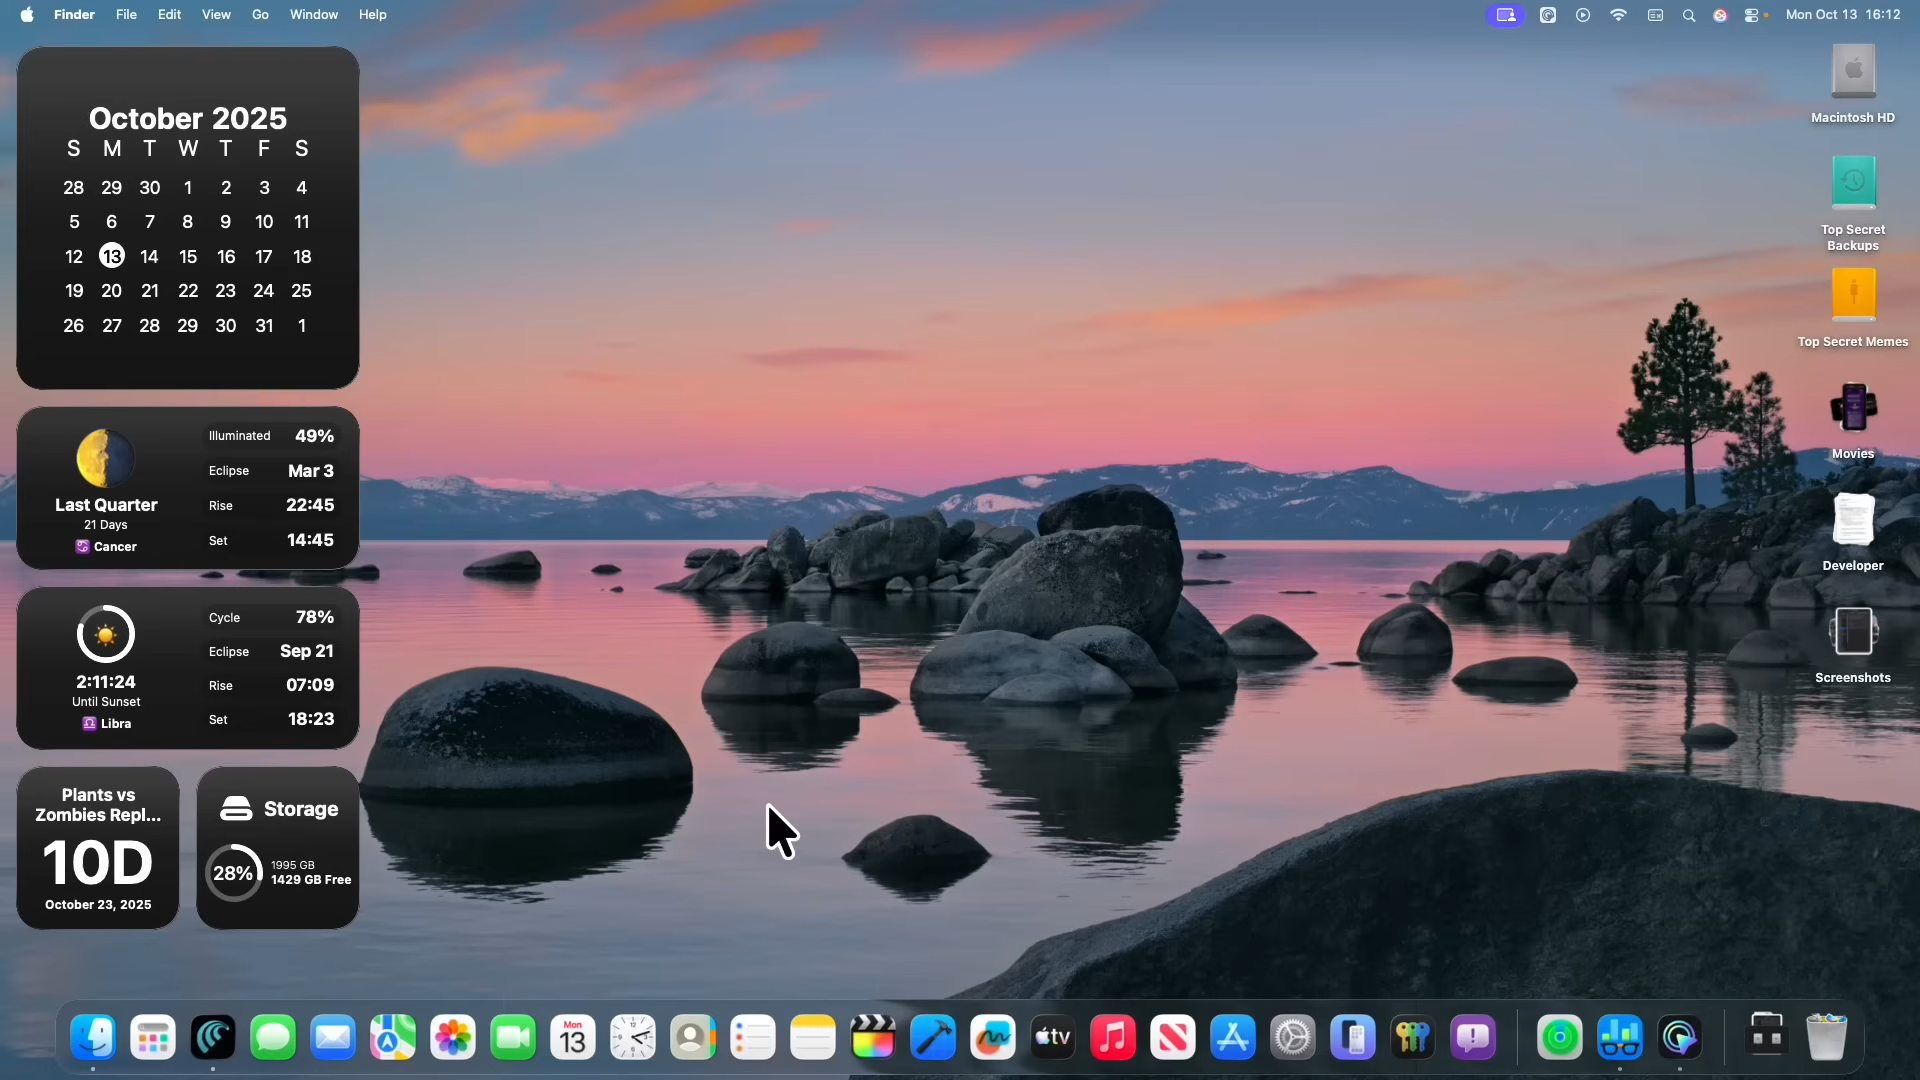 Finder File Edit View Go Window Help
Mon Oct 13 16:12
October 2025
S M T W T F S
28 29 30 1 2 3 4
5 6 7 8 9 10 11
12 13 14 15 16 17 18
19 20 21 22 23 24 25
26 27 28 29 30 31 1
Last Quarter
21 Days
Cancer
Illuminated 49%
Eclipse Mar 3
Rise 22:45
Set 14:45
2:11:24
Until Sunset
Libra
Cycle 78%
Eclipse Sep 21
Rise 07:09
Set 18:23
Plants vs
Zombies Repl...
10D
October 23, 2025
Storage
28%
1995 GB
1429 GB Free
Macintosh HD
Top Secret
Backups
Top Secret Memes
Movies
Developer
Screenshots
Mon
13
tv